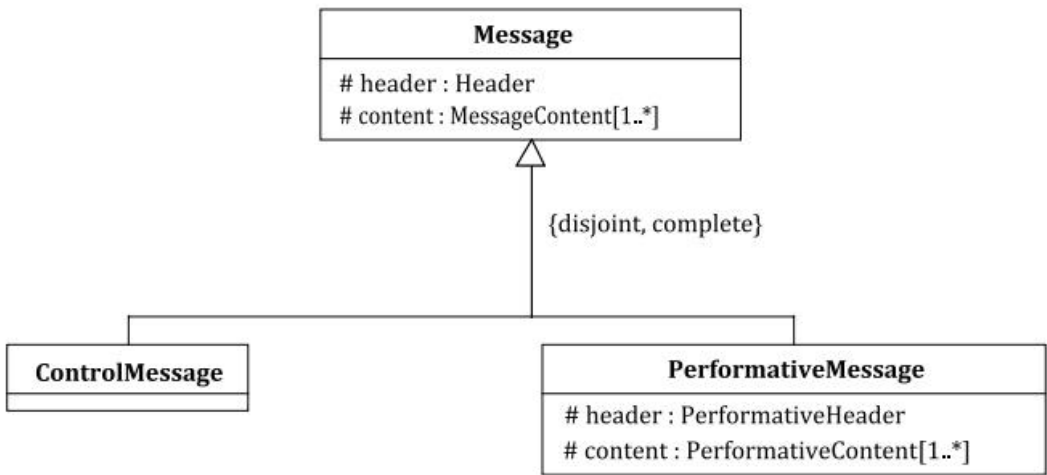 Message
# header : Header
# content : MessageContent[1..*]
{disjoint, complete}
ControlMessage
PerformativeMessage
# header : PerformativeHeader
# content : PerformativeContent[1..*]